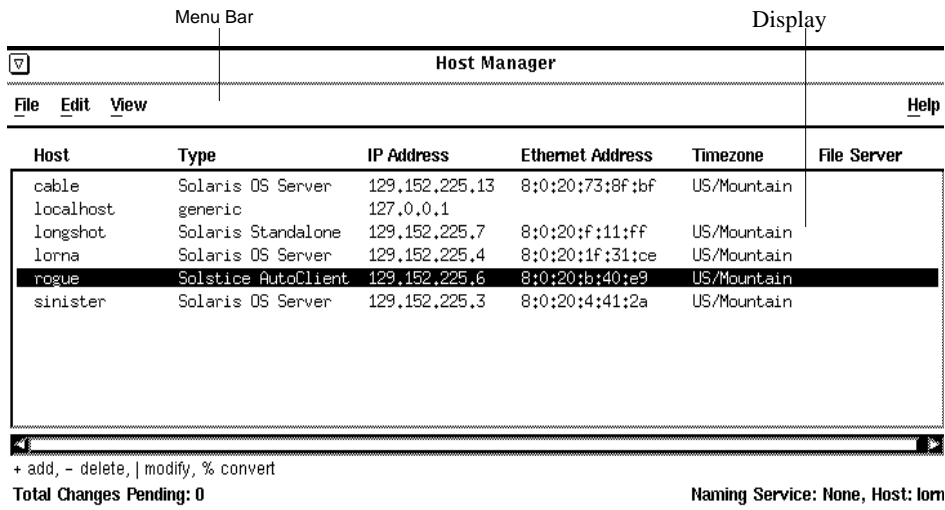 Menu Bar Display
Host Manager
File Edit View Help
Host Type IP Address Ethernet Address Timezone File Server
cable Solaris OS Server 129.152.225.13 8:0:20:73:8f:bf US/Mountain
localhost generic 127.0.0.1
longshot Solaris Standalone 129.152.225.7 8:0:20:f:11:ff US/Mountain
lorna Solaris OS Server 129.152.225.4 8:0:20:1f:31:ce US/Mountain
rogue Solstice AutoClient 129.152.225.6 8:0:20:b:40:e9 US/Mountain
sinister Solaris OS Server 129.152.225.3 8:0:20:4:41:2a US/Mountain
+ add, - delete, | modify, % convert
Total Changes Pending: 0 Naming Service: None, Host: lorn